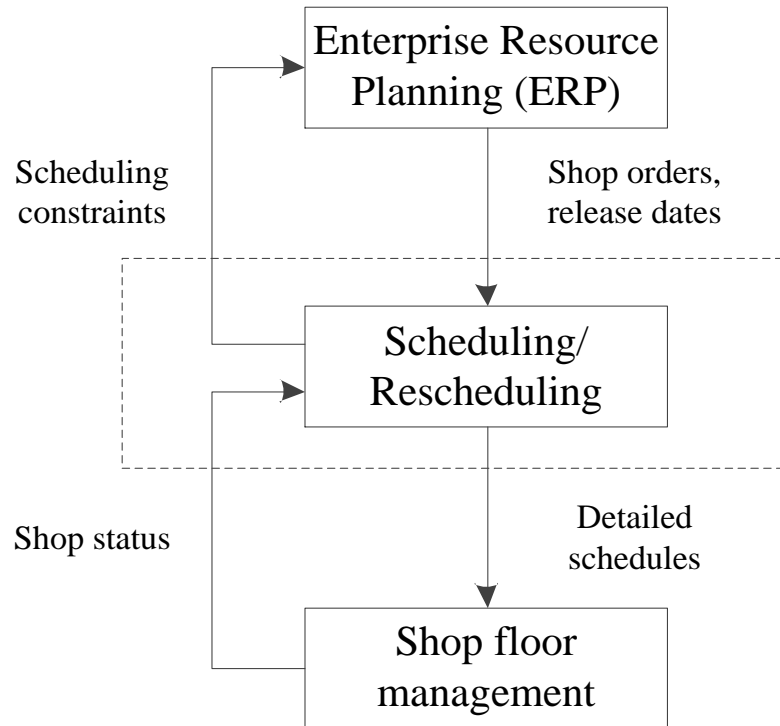 Enterprise Resource
Planning (ERP)
Scheduling
constraints
Shop orders,
release dates
Scheduling/
Rescheduling
Shop status
Detailed
schedules
Shop floor
management